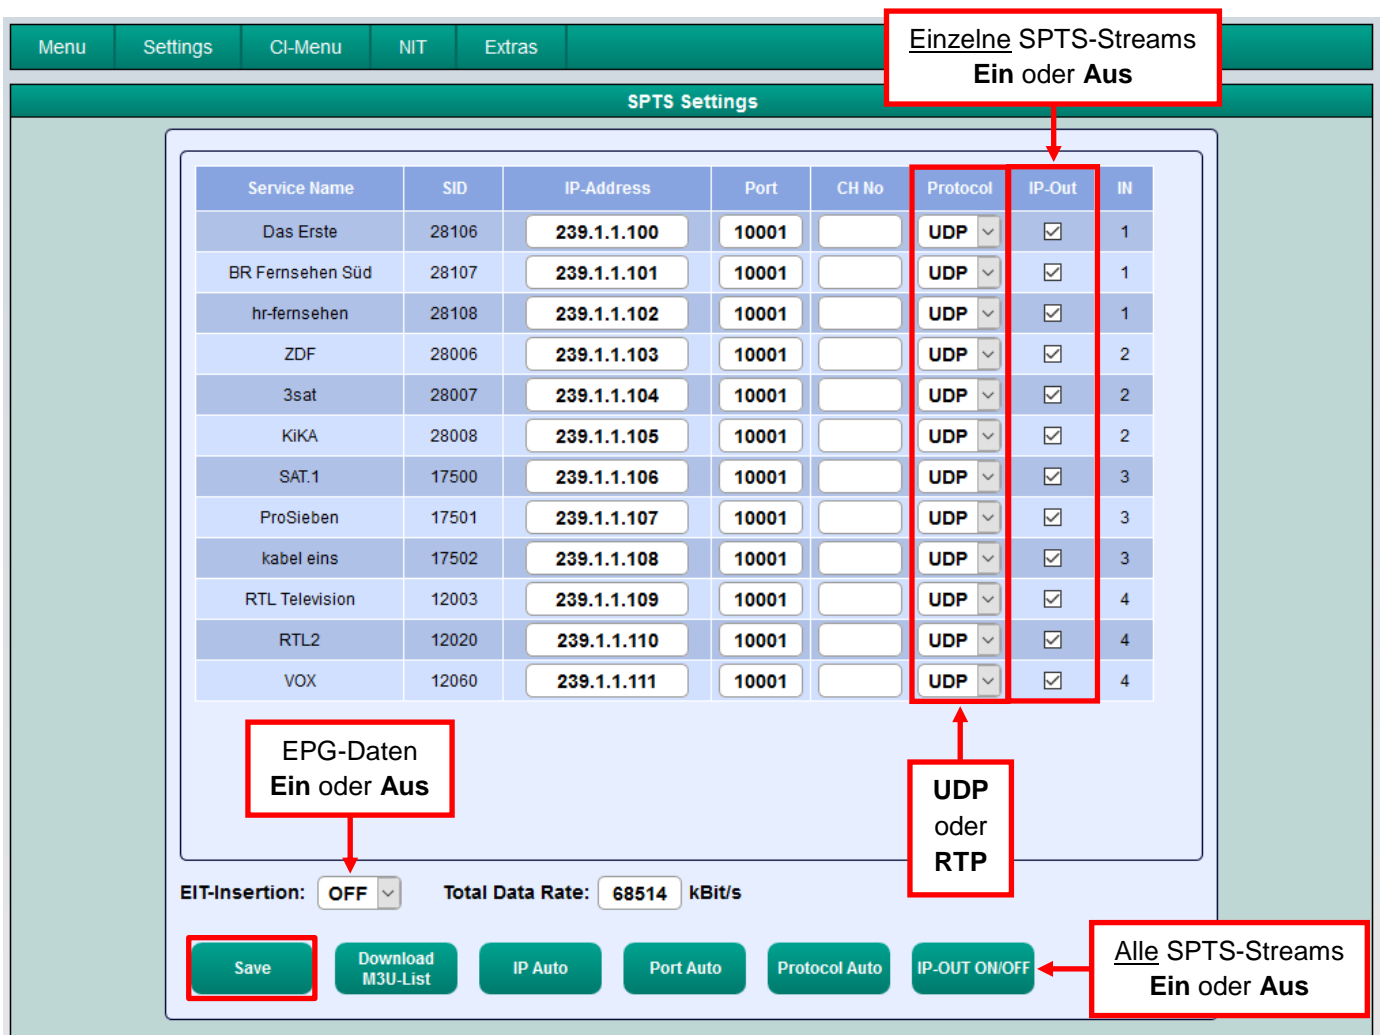 Menu Settings CI-Menu NIT Extras
Einzelne SPTS-Streams
Ein oder Aus
SPTS Settings
Service Name SID IP-Address Port CH No Protocol IP-Out IN
Das Erste 28106 239.1.1.100 10001 UDP 1
BR Fernsehen Süd 28107 239.1.1.101 10001 UDP 1
hr-fernsehen 28108 239.1.1.102 10001 UDP 1
ZDF 28006 239.1.1.103 10001 UDP 2
3sat 28007 239.1.1.104 10001 UDP 2
KiKA 28008 239.1.1.105 10001 UDP 2
SAT.1 17500 239.1.1.106 10001 UDP 3
ProSieben 17501 239.1.1.107 10001 UDP 3
kabel eins 17502 239.1.1.108 10001 UDP 3
RTL Television 12003 239.1.1.109 10001 UDP 4
RTL2 12020 239.1.1.110 10001 UDP 4
VOX 12060 239.1.1.111 10001 UDP 4
EPG-Daten
Ein oder Aus
UDP
oder
RTP
EIT-Insertion: OFF Total Data Rate: 68514 kBit/s
Save
Download
M3U-List
IP Auto
Port Auto
Protocol Auto
IP-OUT ON/OFF
Alle SPTS-Streams
Ein oder Aus